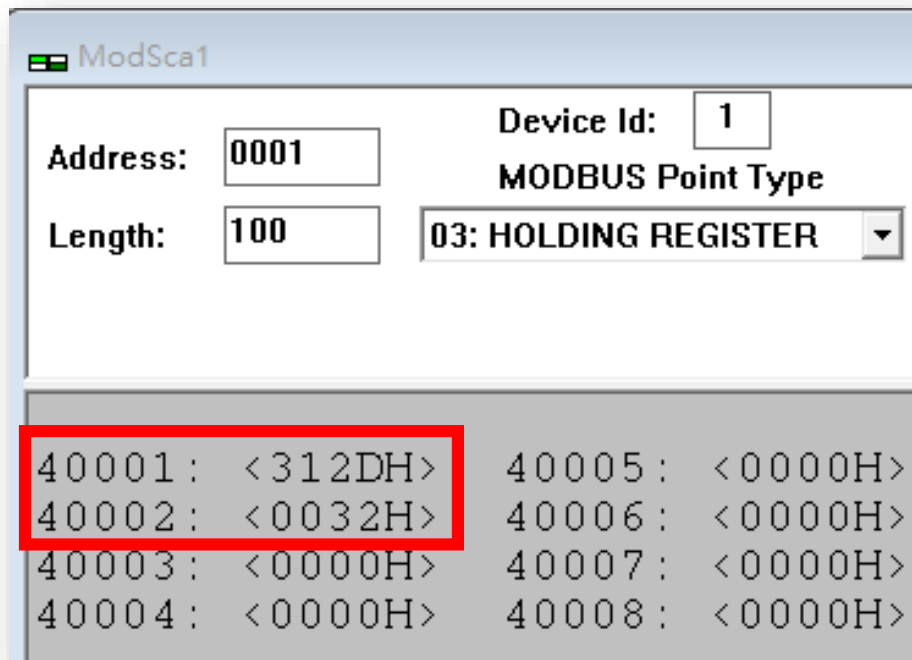 ModSca1
Device Id: 1
Address: 0001
MODBUS Point Type
Length: 100
03: HOLDING REGISTER
40001: <312DH> 40005: <0000H>
40002: <0032H> 40006: <0000H>
40003: <0000H> 40007: <0000H>
40004: <0000H> 40008: <0000H>